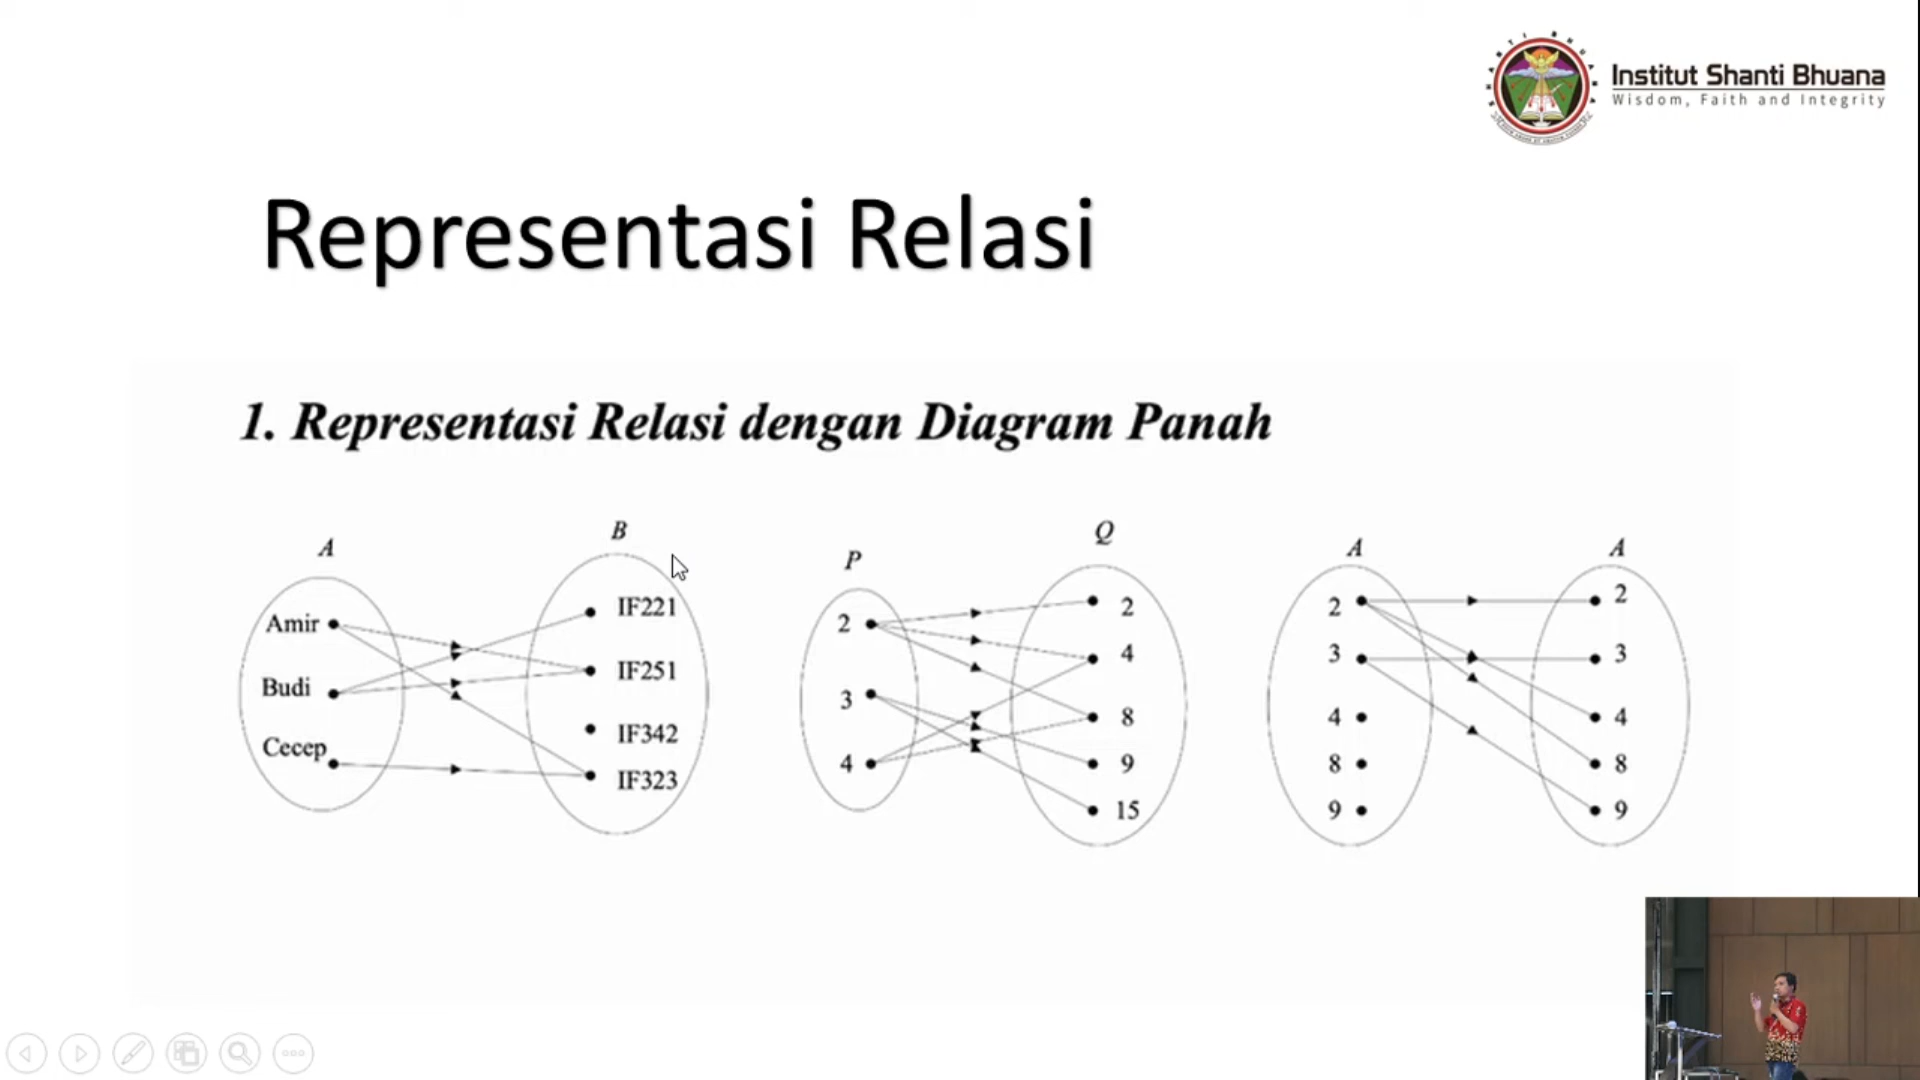 Institut Shanti Bhuana
Wisdom, Faith and Integrity
Representasi Relasi
1. Representasi Relasi dengan Diagram Panah
A
B
Amir
Budi
Cecep
IF221
IF251
IF342
IF323
P
Q
2
3
4
2
4
8
9
15
A
A
2
3
4
8
9
2
3
4
8
9